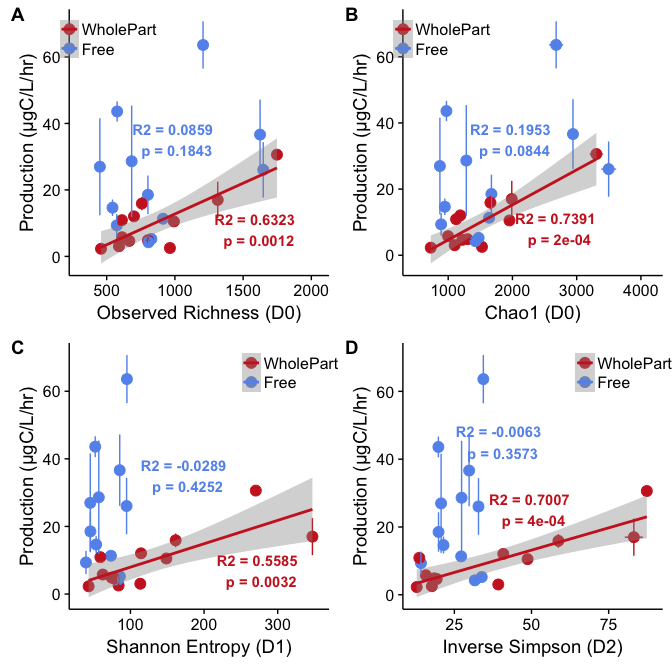 A
WholePart
Free
Production (µgC/L/hr)
60
40
20
0
R2 = 0.0859
p = 0.1843
R2 = 0.6323
p = 0.0012
500
1000
1500
2000
Observed Richness (D0)
B
WholePart
Free
Production (µgC/L/hr)
60
40
20
0
R2 = 0.1953
p = 0.0844
R2 = 0.7391
p = 2e-04
1000
2000
3000
4000
Chao1 (D0)
C
WholePart
Free
Production (µgC/L/hr)
60
40
20
0
R2 = -0.0289
p = 0.4252
R2 = 0.5585
p = 0.0032
100
200
300
Shannon Entropy (D1)
D
WholePart
Free
Production (µgC/L/hr)
60
40
20
0
R2 = -0.0063
p = 0.3573
R2 = 0.7007
p = 4e-04
25
50
75
Inverse Simpson (D2)